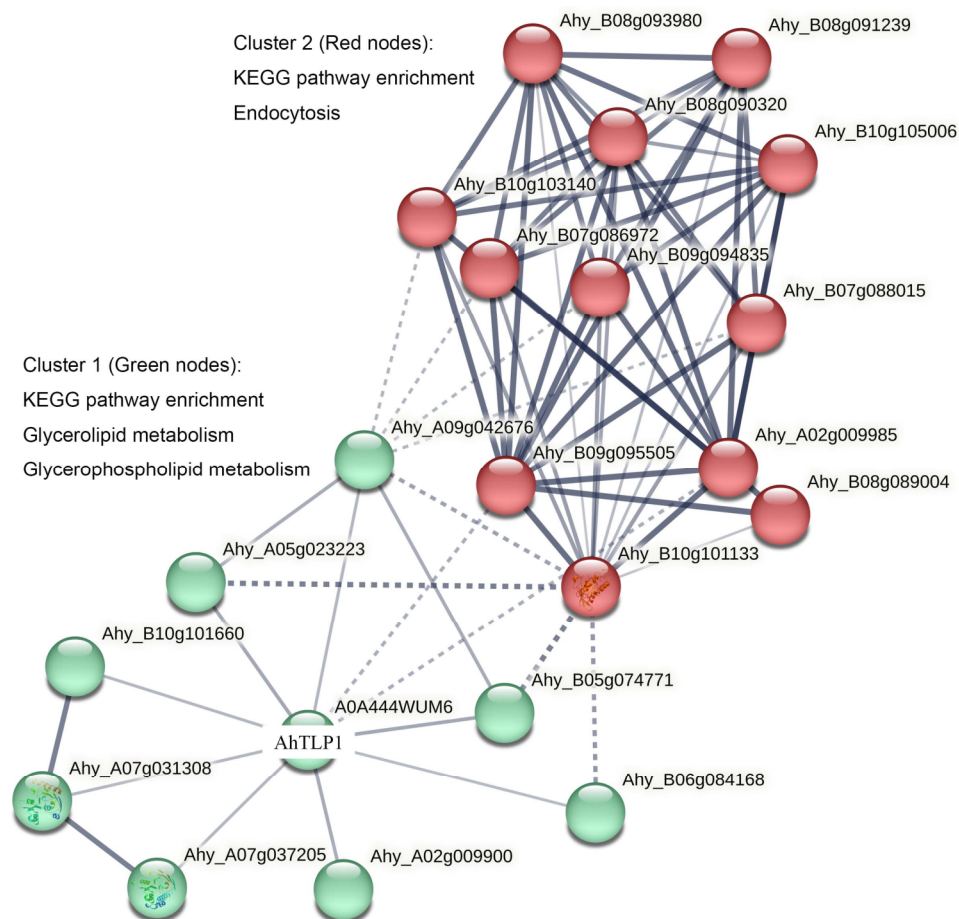 Ahy_B08g093980
Ahy_B08g091239
Cluster 2 (Red nodes):
KEGG pathway enrichment
Endocytosis
Ahy_B08g090320
Ahy_B10g105006
Ahy_B10g103140
Ahy_B07g086972
Ahy_B09g094835
Ahy_B07g088015
Cluster 1 (Green nodes):
KEGG pathway enrichment
Glycerolipid metabolism
Glycerophospholipid metabolism
Ahy_A09g042676
Ahy_A02g009985
Ahy_B09g095505
Ahy_B08g089004
Ahy_A05g023223
Ahy_B10g101133
Ahy_B10g101660
Ahy_B05g074771
A0A444WUM6
AhTLP1
Ahy_A07g031308
Ahy_B06g084168
Ahy_A07g037205
Ahy_A02g009900